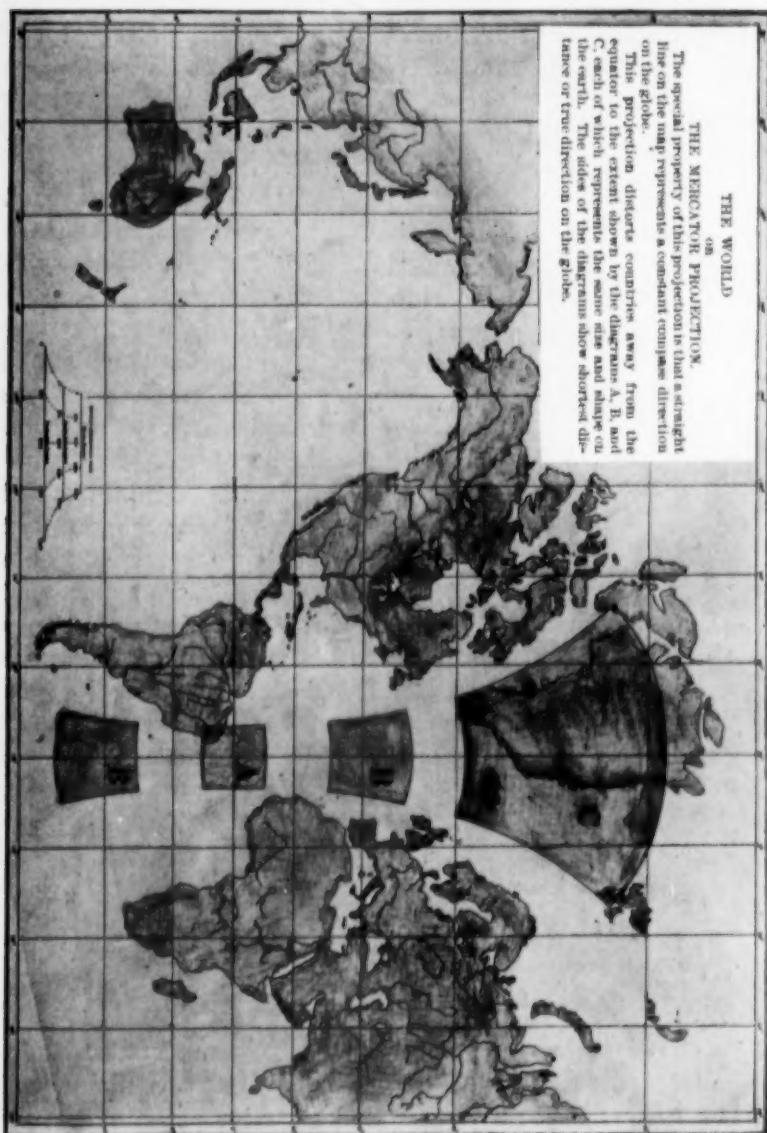 THE WORLD
on
THE MERCATOR PROJECTION.
The special property of this projection is that a straight
line on the map represents a constant compass direction
on the globe.
This projection distorts countries away from the
equator to the extent shown by the diagrams A, B, and
C, each of which represents the same size and shape on
the earth. The sides of the diagrams show shortest dis-
tance or true direction on the globe.
C
B
A
B